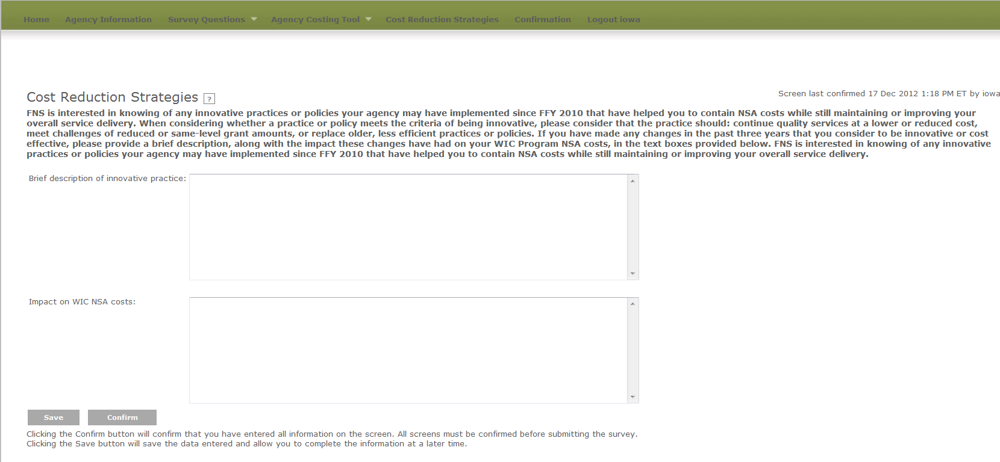 Home Agency Information Survey Questions Agency Costing Tool Cost Reduction Strategies Confirmation Logout iowa
Cost Reduction Strategies ?
Screen last confirmed 17 Dec 2012 1:18 PM ET by iowa
FNS is interested in knowing of any innovative practices or policies your agency may have implemented since FFY 2010 that have helped you to contain NSA costs while still maintaining or improving your
overall service delivery. When considering whether a practice or policy meets the criteria of being innovative, please consider that the practice should: continue quality services at a lower or reduced cost,
meet challenges of reduced or same-level grant amounts, or replace older, less efficient practices or policies. If you have made any changes in the past three years that you consider to be innovative or cost
effective, please provide a brief description, along with the impact these changes have had on your WIC Program NSA costs, in the text boxes provided below. FNS is interested in knowing of any innovative
practices or policies your agency may have implemented since FFY 2010 that have helped you to contain NSA costs while still maintaining or improving your overall service delivery.
Brief description of innovative practice:
Impact on WIC NSA costs:
Save Confirm
Clicking the Confirm button will confirm that you have entered all information on the screen. All screens must be confirmed before submitting the survey.
Clicking the Save button will save the data entered and allow you to complete the information at a later time.